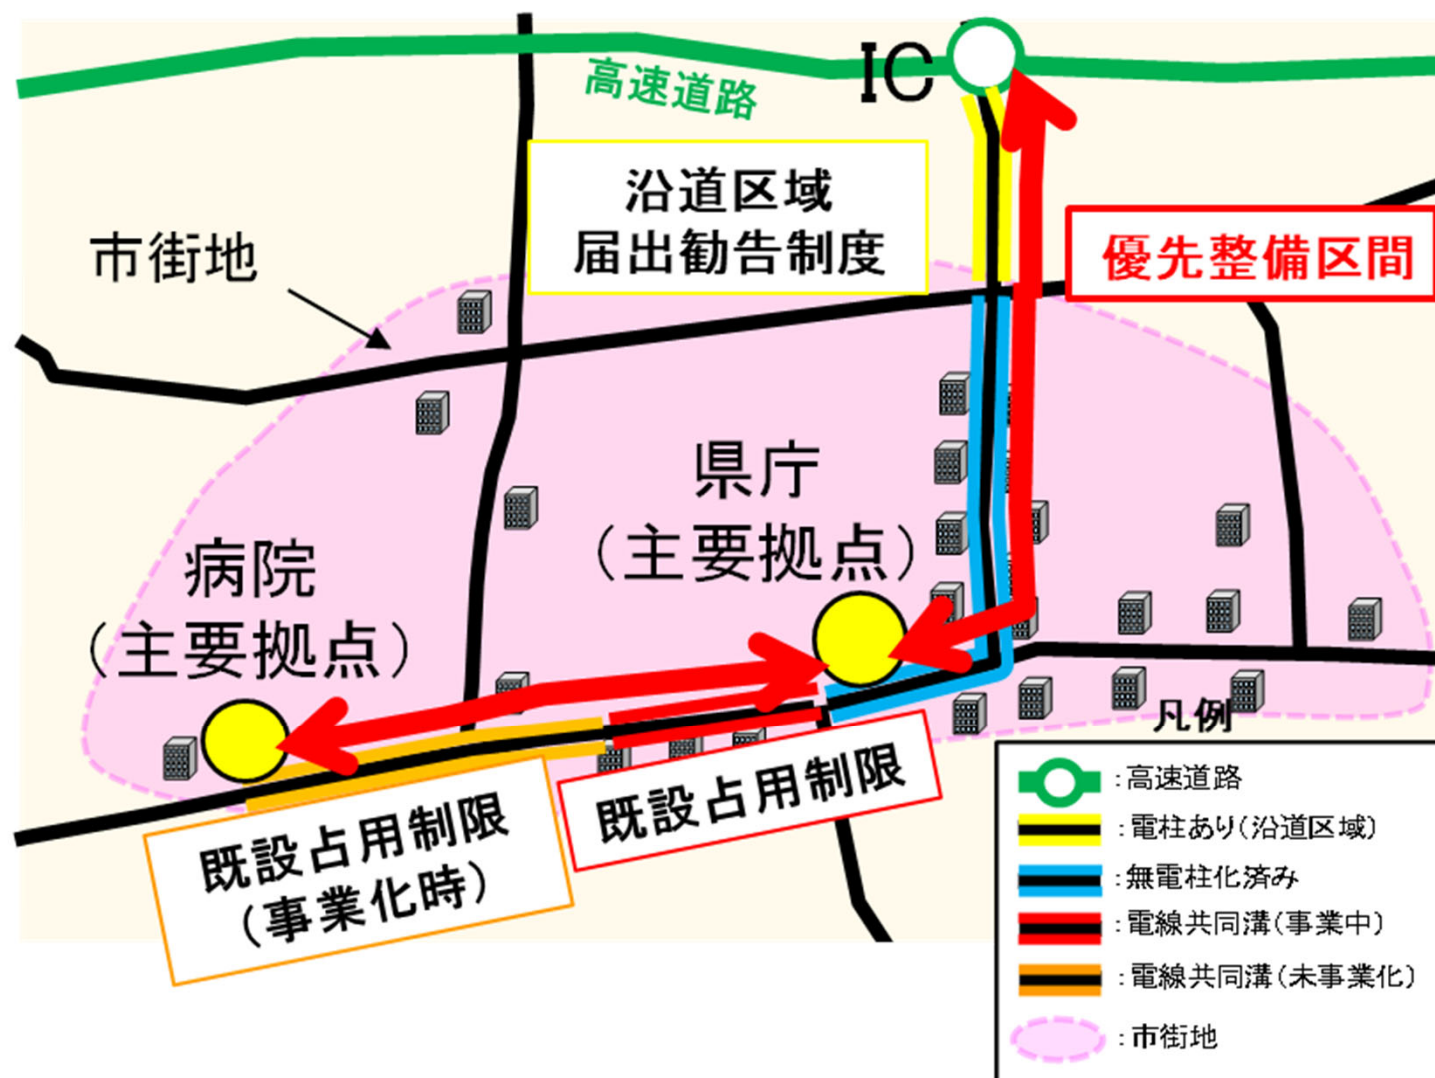 IC
高速道路
沿道区域
届出勧告制度
優先整備区間
市街地
県庁
（主要拠点）
病院
（主要拠点）
既設占用制限
既設占用制限
（事業化時）
凡例
：高速道路
：電柱あり（沿道区域）
：無電柱化済み
：電線共同溝（事業中）
：電線共同溝（未事業化）
：市街地